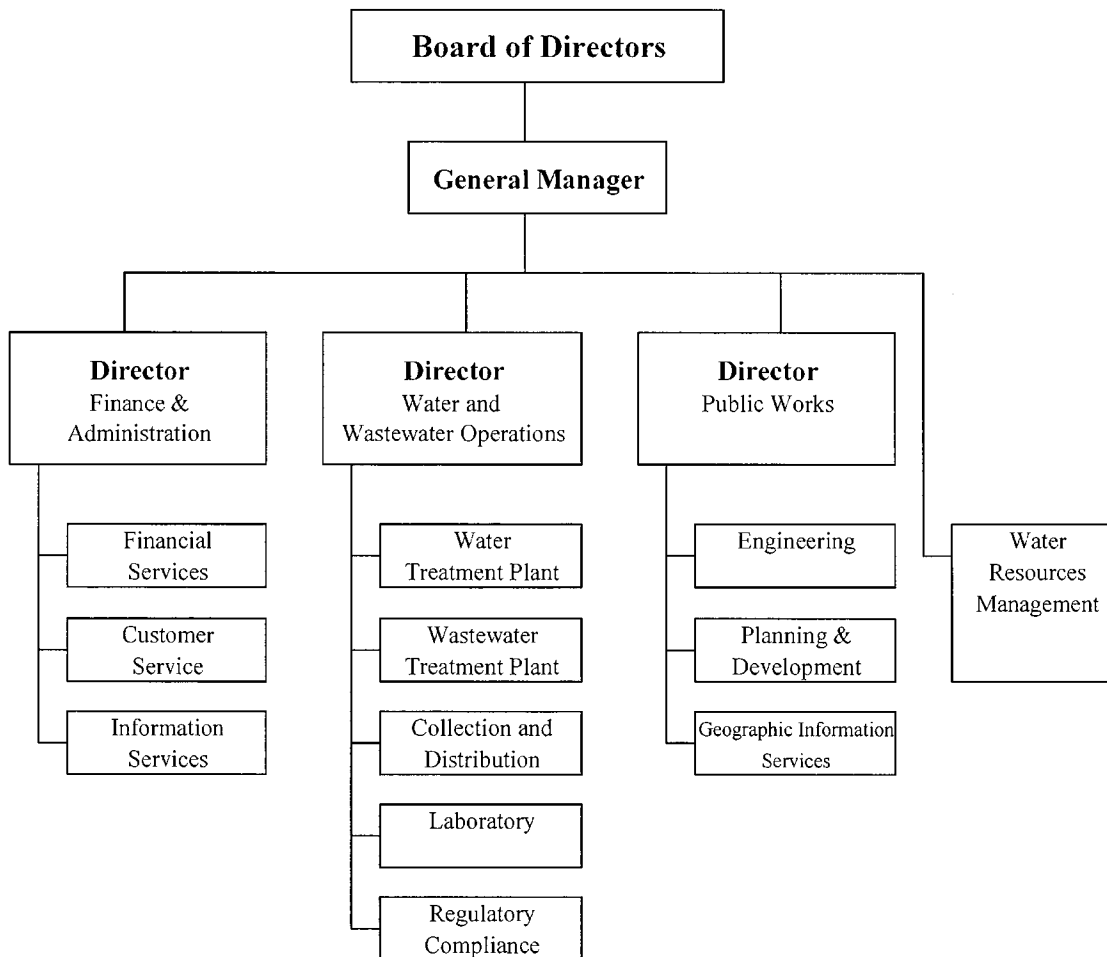 Board of Directors
General Manager
Director
Finance &
Administration
Director
Water and
Wastewater Operations
Director
Public Works
Financial
Services
Customer
Service
Information
Services
Water
Treatment Plant
Wastewater
Treatment Plant
Collection and
Distribution
Laboratory
Regulatory
Compliance
Engineering
Planning &
Development
Geographic Information
Services
Water
Resources
Management